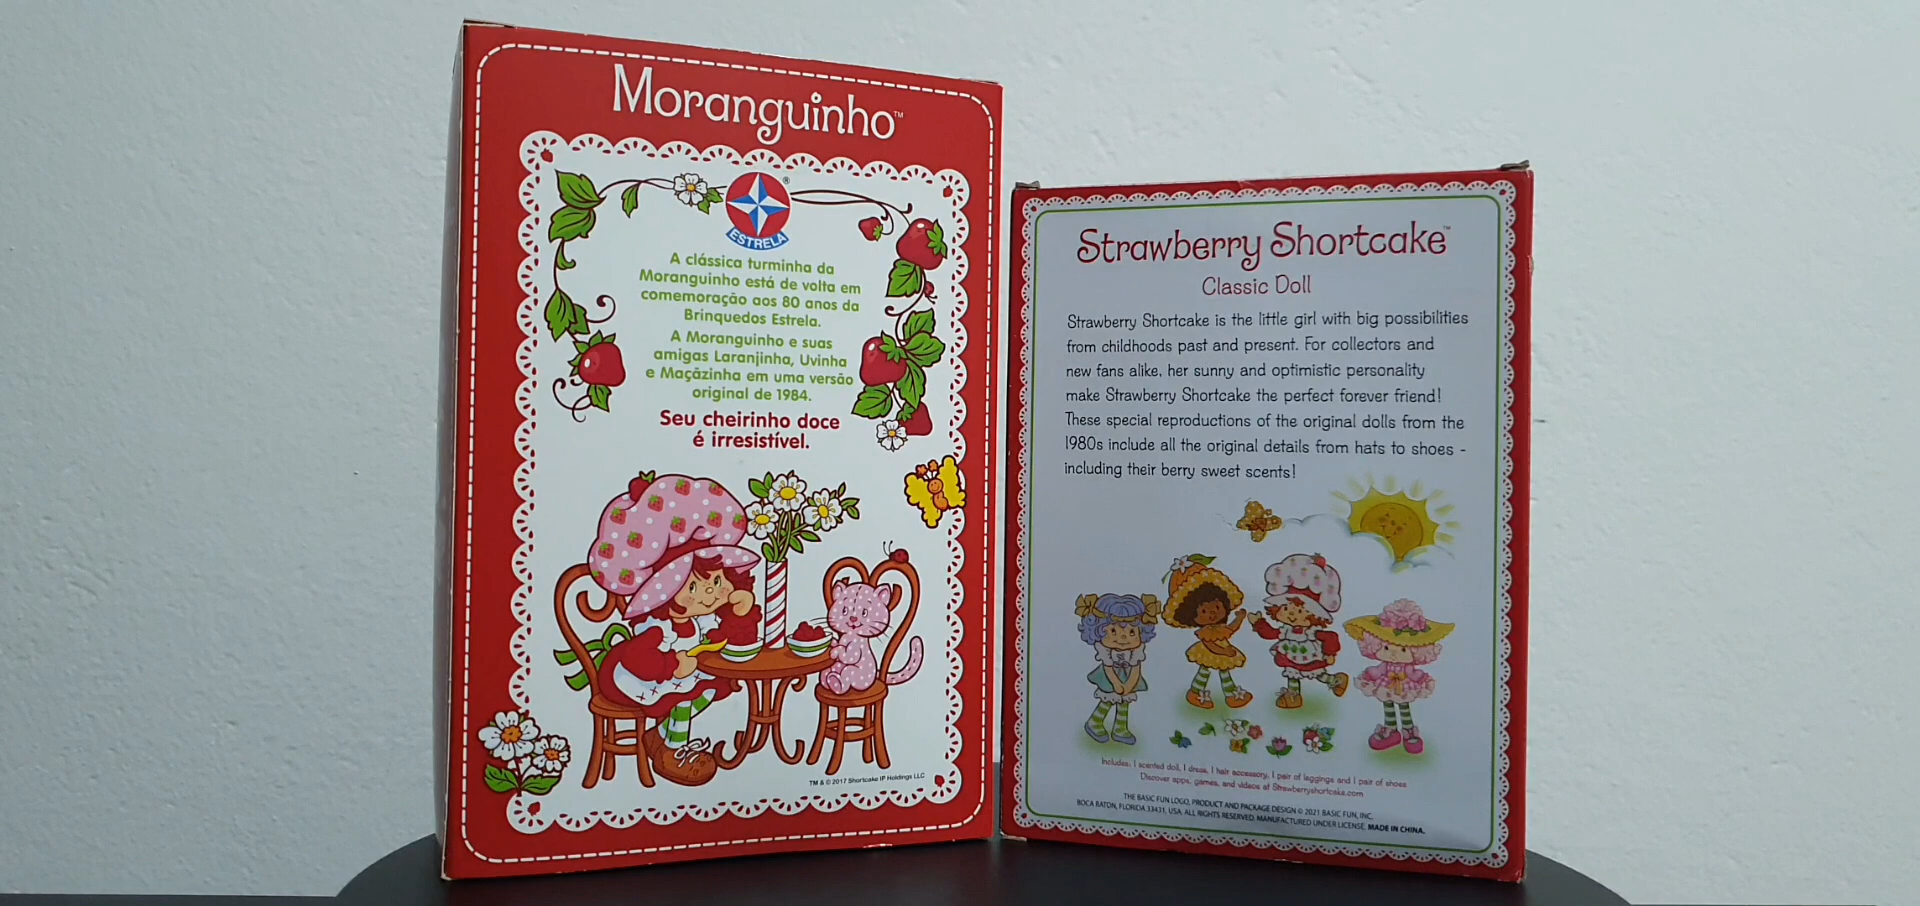 Moranguinho™
ESTRELA®
A clássica turminha da
Moranguinho está de volta em
comemoração aos 80 anos da
Brinquedos Estrela.
A Moranguinho e suas
amigas Laranjinha, Uvinha
e Maçãzinha em uma versão
original de 1984.
Seu cheirinho doce
é irresistível.
TM & © 2017 Shortcake IP Holdings LLC
Strawberry Shortcake™
Classic Doll
Strawberry Shortcake is the little girl with big possibilities
from childhoods past and present. For collectors and
new fans alike, her sunny and optimistic personality
make Strawberry Shortcake the perfect forever friend!
These special reproductions of the original dolls from the
1980s include all the original details from hats to shoes -
including their berry sweet scents!
Includes: 1 scented doll, 1 dress, 1 hair accessory, 1 pair of leggings and 1 pair of shoes
Discover apps, games, and videos at Strawberryshortcake.com
THE BASIC FUN LOGO, PRODUCT AND PACKAGE DESIGN © 2021 BASIC FUN, INC.
BOCA RATON, FLORIDA 33431, USA. ALL RIGHTS RESERVED. MANUFACTURED UNDER LICENSE. MADE IN CHINA.